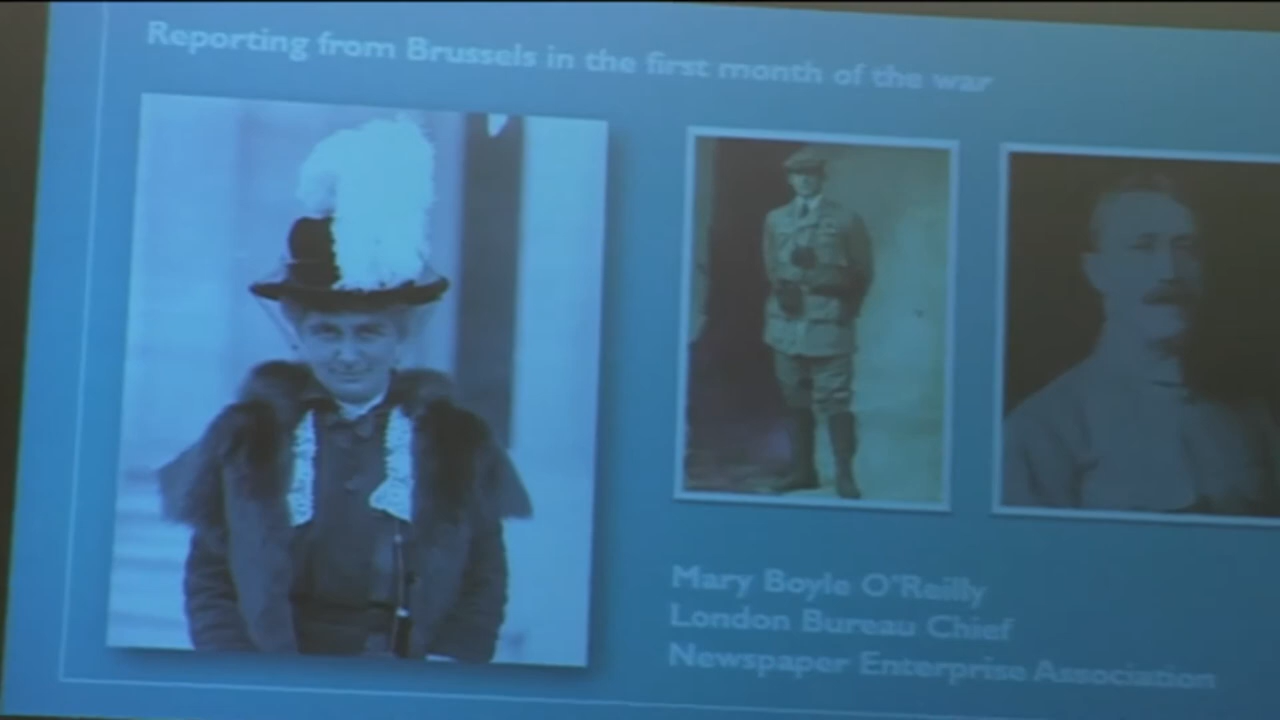 Reporting from Brussels in the first month of the war
Mary Boyle O'Reilly
London Bureau Chief
Newspaper Enterprise Association